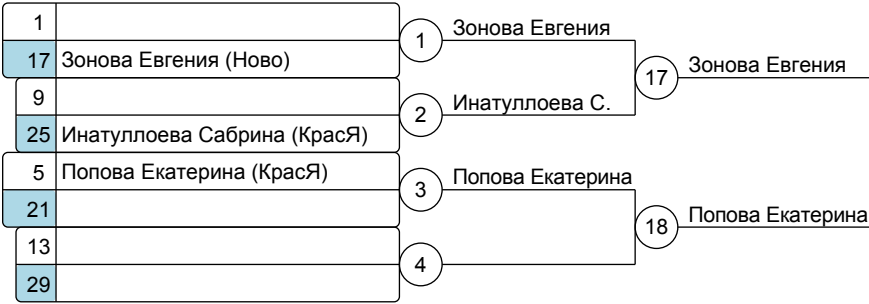 1
17 Зонова Евгения (Ново)
9
25 Инатуллоева Сабрина (КрасЯ)
5 Попова Екатерина (КрасЯ)
21
13
29
1 Зонова Евгения
2 Инатуллоева С.
3 Попова Екатерина
4
17 Зонова Евгения
18 Попова Екатерина